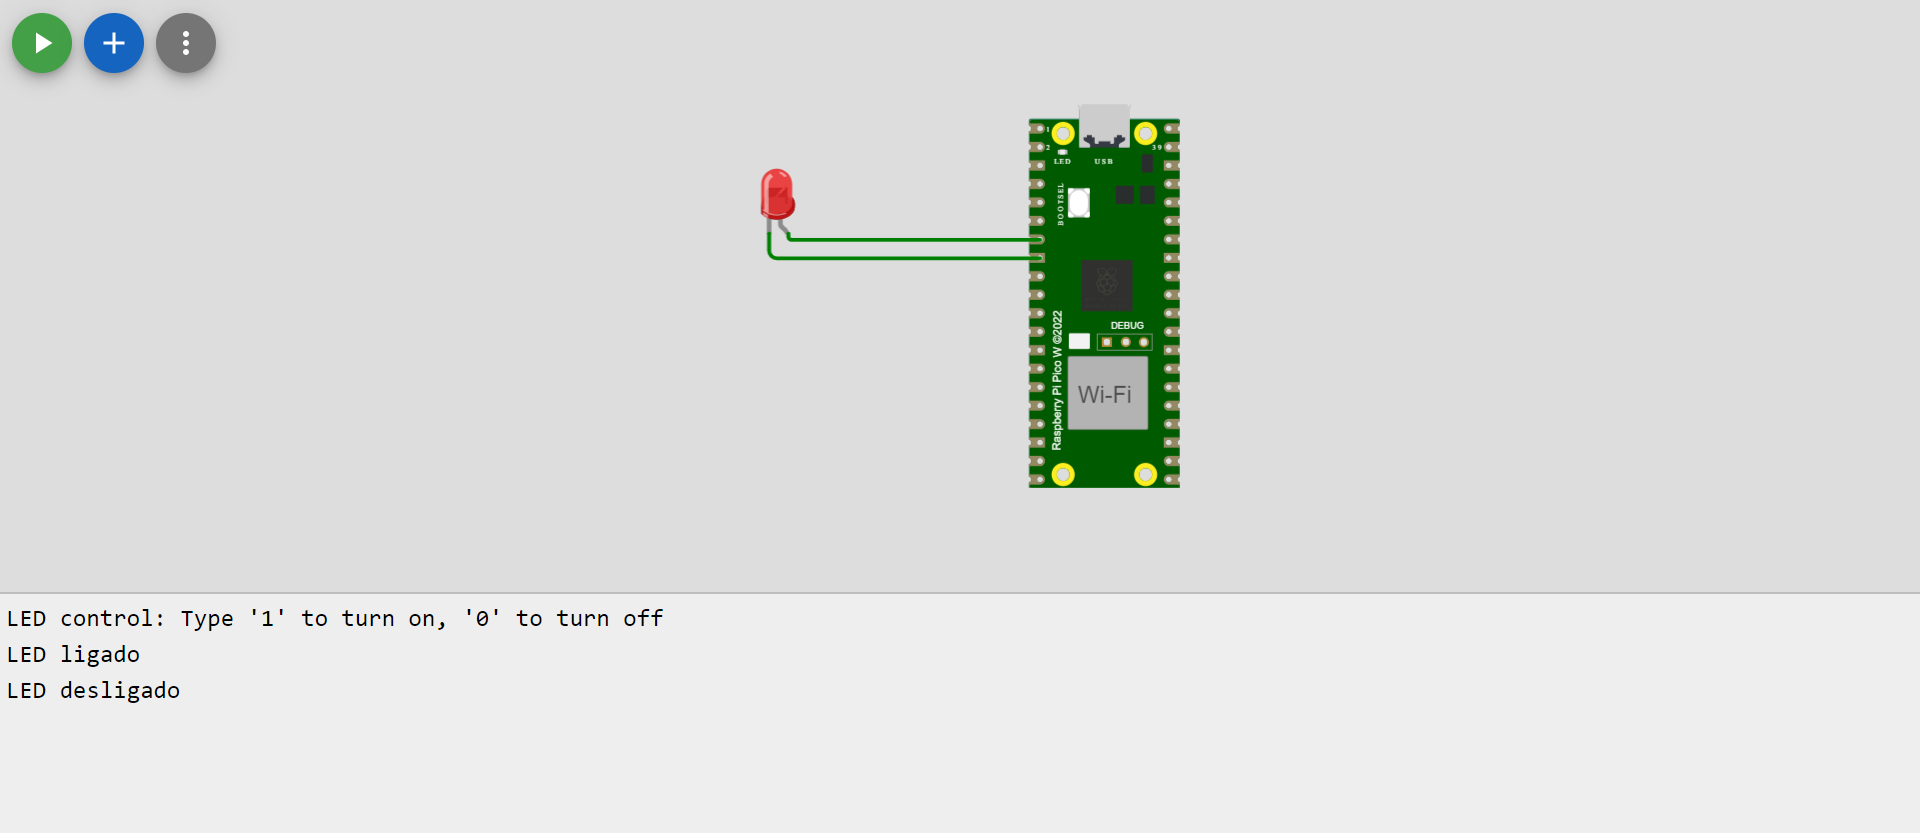 1
2
39
LED
USB
BOOTSEL
DEBUG
Raspberry Pi Pico W ©2022
Wi-Fi
LED control: Type '1' to turn on, '0' to turn off
LED ligado
LED desligado